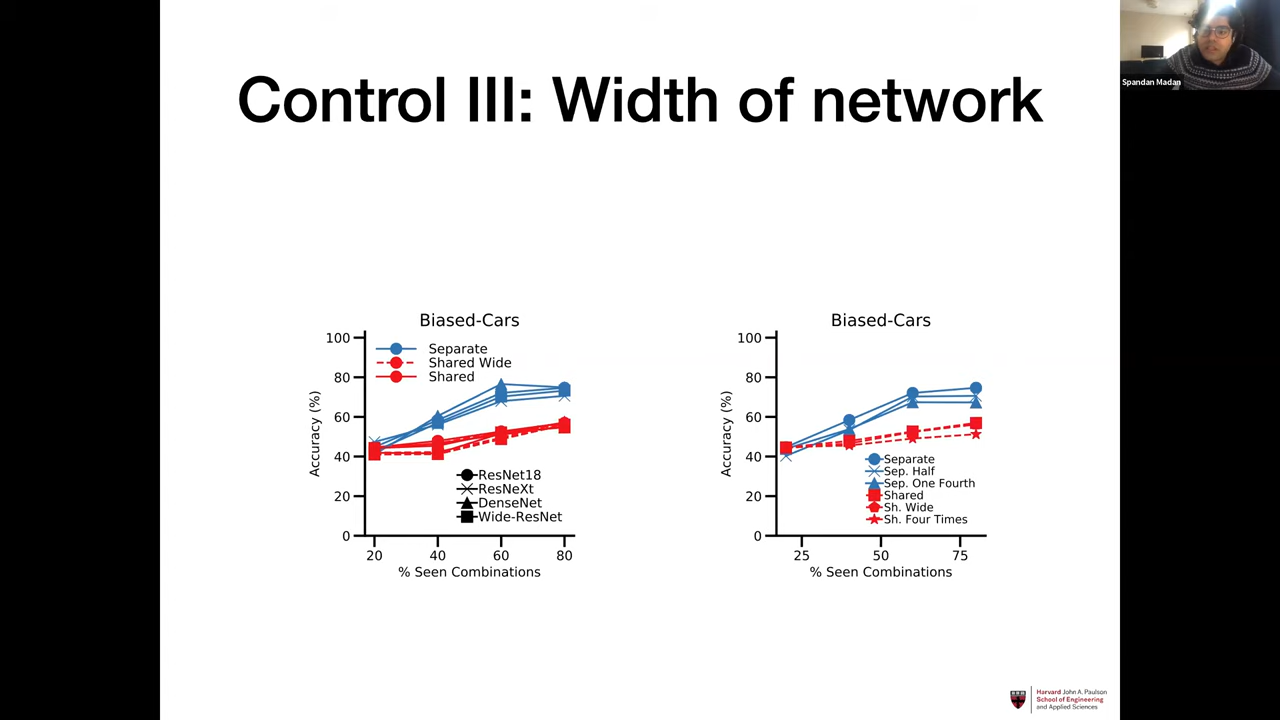 Control III: Width of network
Spandan Madan
Biased-Cars
100
80
60
40
20
0
Accuracy (%)
Separate
Shared Wide
Shared
ResNet18
ResNeXt
DenseNet
Wide-ResNet
20 40 60 80
% Seen Combinations
Biased-Cars
100
80
60
40
20
0
Accuracy (%)
Separate
Sep. Half
Sep. One Fourth
Shared
Sh. Wide
Sh. Four Times
25 50 75
% Seen Combinations
Harvard John A. Paulson
School of Engineering
and Applied Sciences